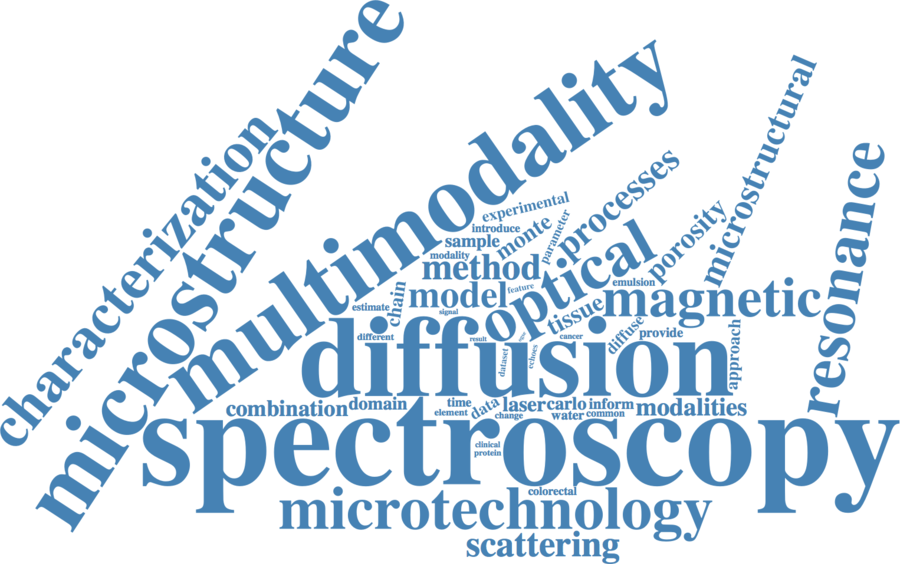 microstructure
characterization
multimodality
microstructural
resonance
processes
experimental
introduce
parameter
monte
sample
modality
porosity
method
optical
emulsion
feature
model
chain
magnetic
estimate
signal
tissue
diffuse
different
result
cancer
provide
approach
diffusion
dataset
echoes
combination
domain
time
element
data
change
laser
carlo
water
inform
common
modalities
spectroscopy
clinical
protein
colorectal
microtechnology
scattering